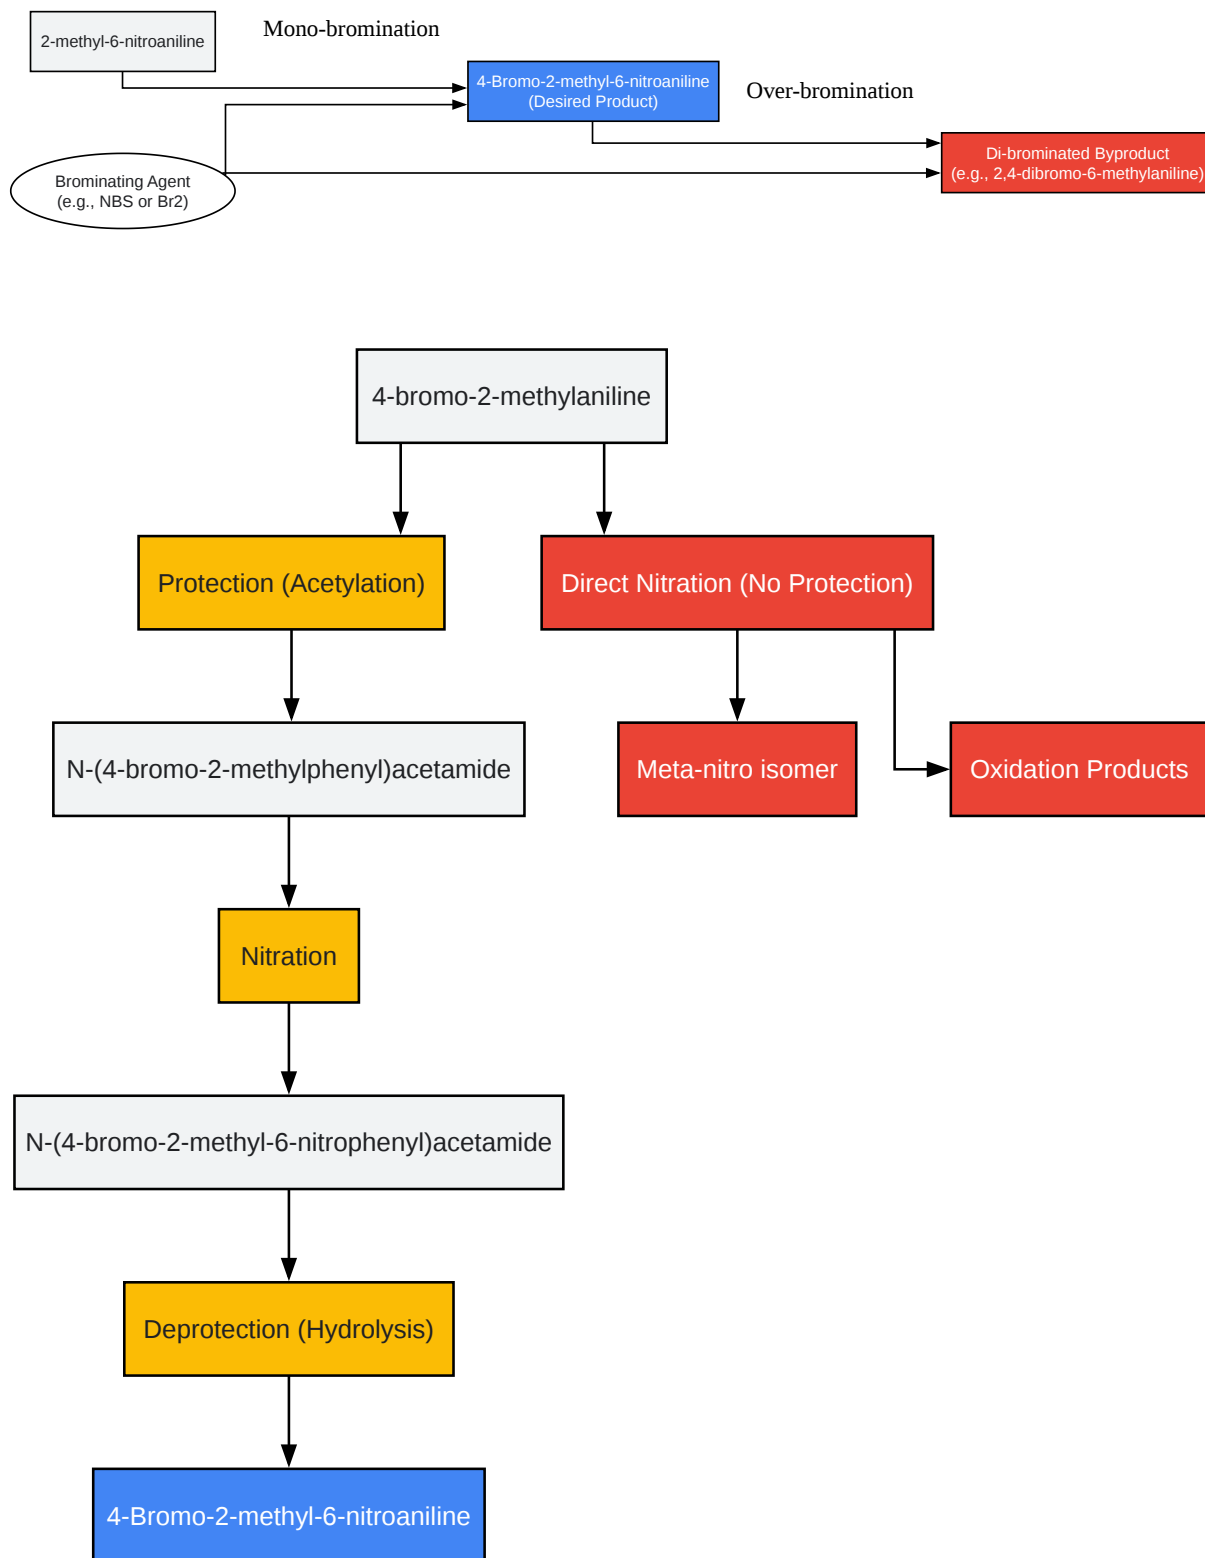 2-methyl-6-nitroaniline
Mono-bromination
4-Bromo-2-methyl-6-nitroaniline
(Desired Product)
Over-bromination
Di-brominated Byproduct
(e.g., 2,4-dibromo-6-methylaniline)
Brominating Agent
(e.g., NBS or Br2)
4-bromo-2-methylaniline
Protection (Acetylation)
Direct Nitration (No Protection)
N-(4-bromo-2-methylphenyl)acetamide
Meta-nitro isomer
Oxidation Products
Nitration
N-(4-bromo-2-methyl-6-nitrophenyl)acetamide
Deprotection (Hydrolysis)
4-Bromo-2-methyl-6-nitroaniline